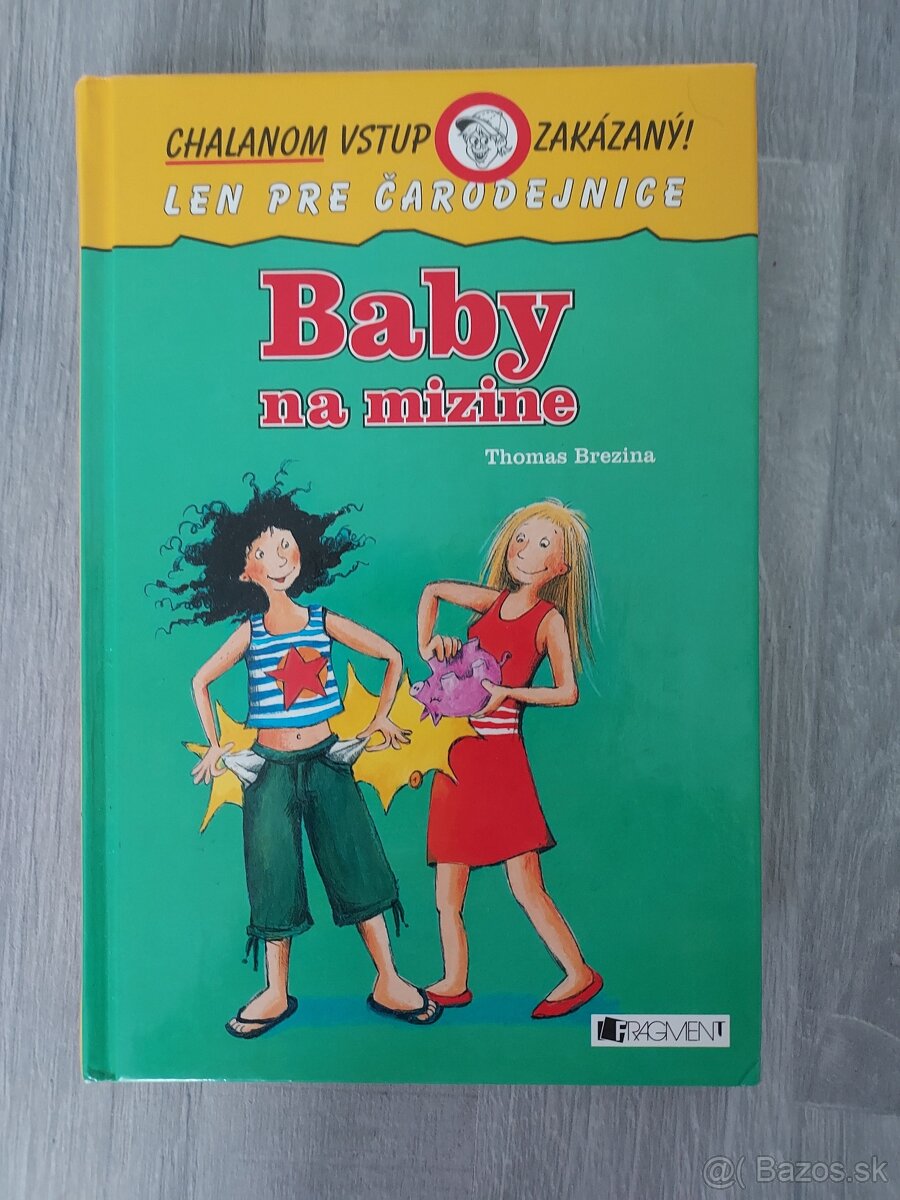 CHALANOM VSTUP ZAKÁZANÝ!
LEN PRE ČARODEJNICE
Baby
na mizine
Thomas Brezina
FRAGMENT
@( Bazos.sk